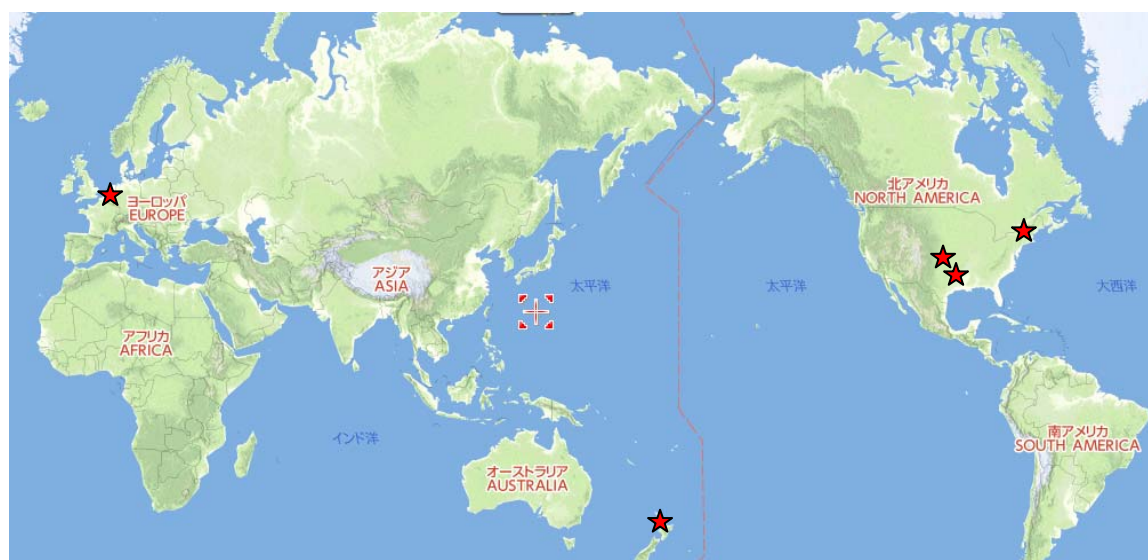 ヨーロッパ
EUROPE
アジア
ASIA
アフリカ
AFRICA
インド洋
オーストラリア
AUSTRALIA
太平洋
太平洋
北アメリカ
NORTH AMERICA
大西洋
南アメリカ
SOUTH AMERICA